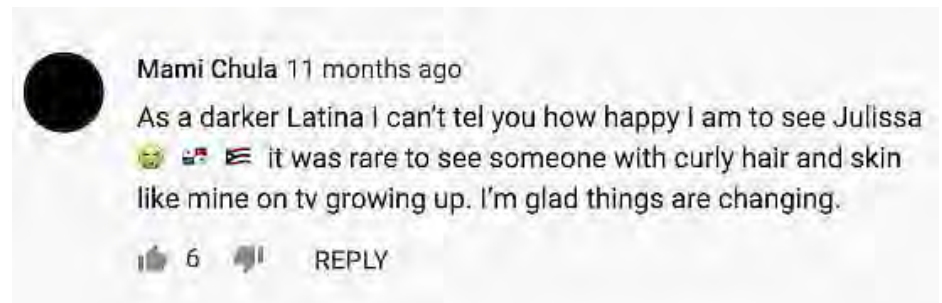 Mami Chula 11 months ago
As a darker Latina I can't tel you how happy I am to see Julissa
😭 🇵🇦 🇵🇷 it was rare to see someone with curly hair and skin
like mine on tv growing up. I'm glad things are changing.
6 REPLY